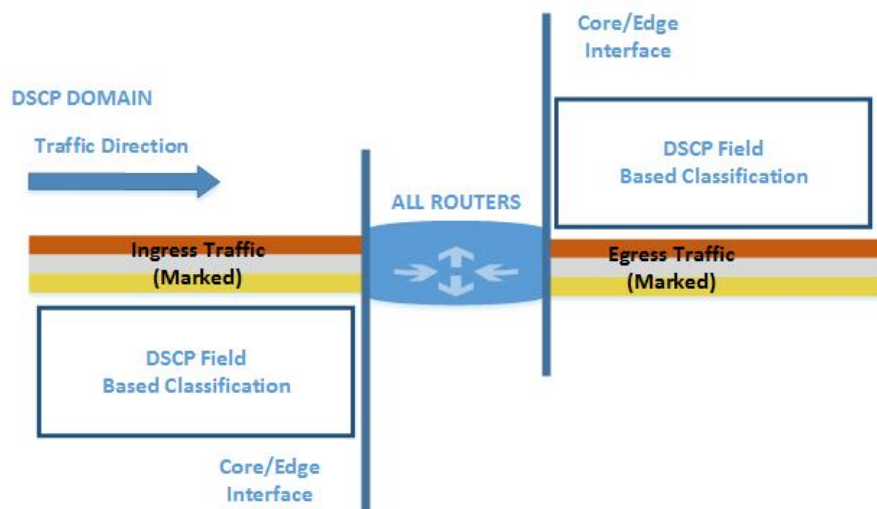 Core/Edge
Interface
DSCP DOMAIN
Traffic Direction
DSCP Field
Based Classification
ALL ROUTERS
Ingress Traffic
(Marked)
Egress Traffic
(Marked)
DSCP Field
Based Classification
Core/Edge
Interface